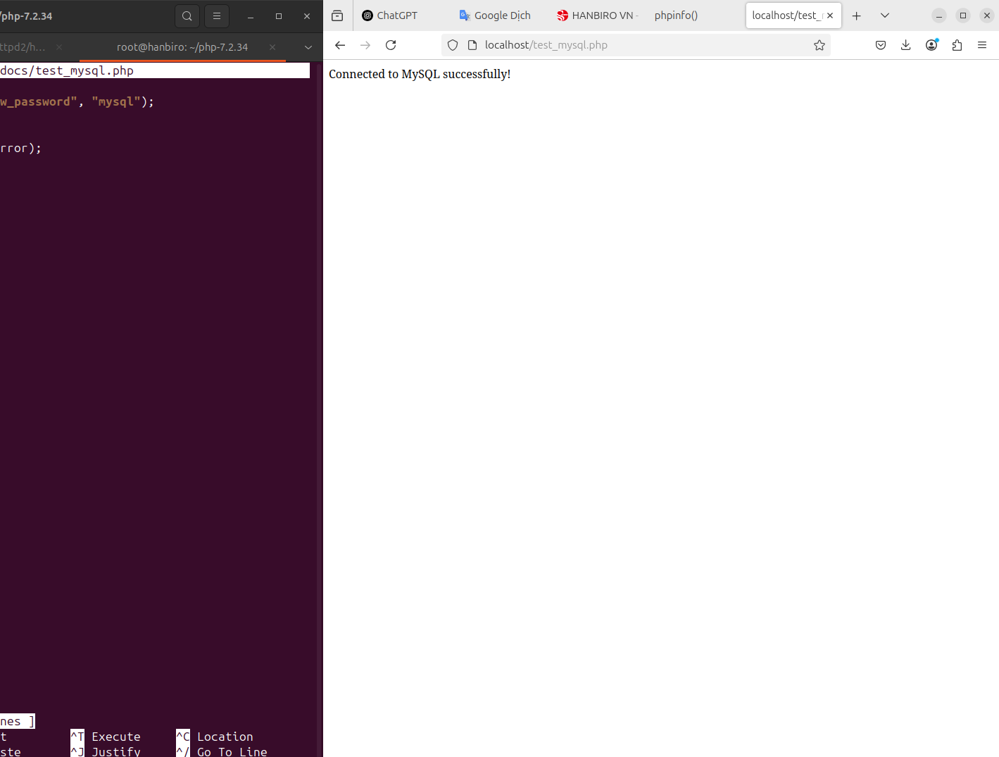 /php-7.2.34
ttpd2/h...
root@hanbiro: ~/php-7.2.34
docs/test_mysql.php
w_password", "mysql");
rror);
nes ]
t ^T Execute ^C Location
ste ^J Justify ^/ Go To Line
ChatGPT
Google Dịch
HANBIRO VN -
phpinfo()
localhost/test_
localhost/test_mysql.php
Connected to MySQL successfully!